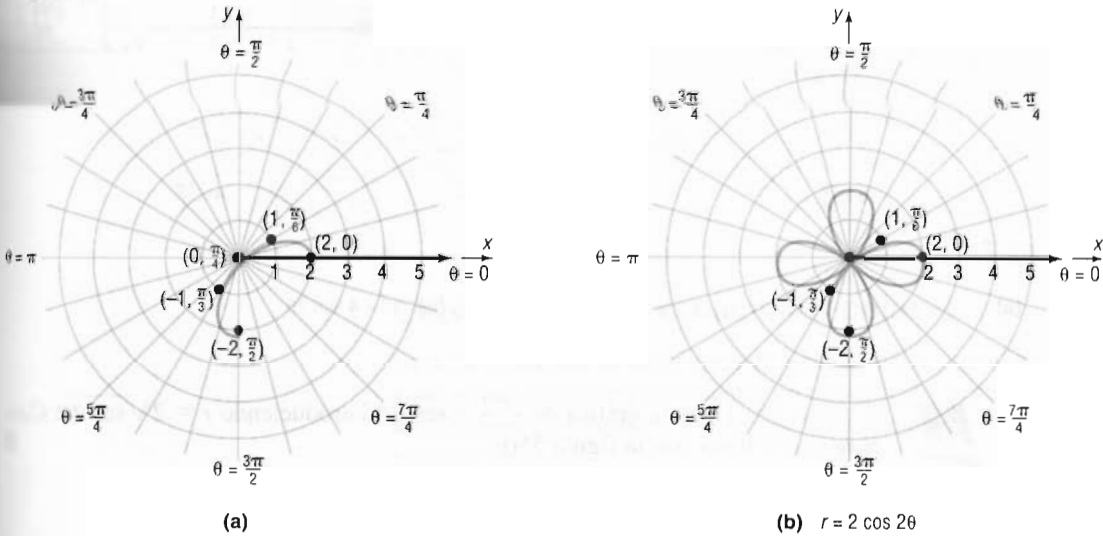 y
θ = π/2
θ = 3π/4
θ = π/4
(1, π/6)
(2, 0)
x
θ = π
(0, π/4)
1 2 3 4 5
θ = 0
(-1, π/3)
(-2, π/2)
θ = 5π/4
θ = 7π/4
θ = 3π/2
(a)
y
θ = π/2
θ = 3π/4
θ = π/4
(1, π/6)
(2, 0)
x
θ = π
2 3 4 5
θ = 0
(-1, π/3)
(-2, π/2)
θ = 5π/4
θ = 7π/4
θ = 3π/2
(b) r = 2 cos 2θ